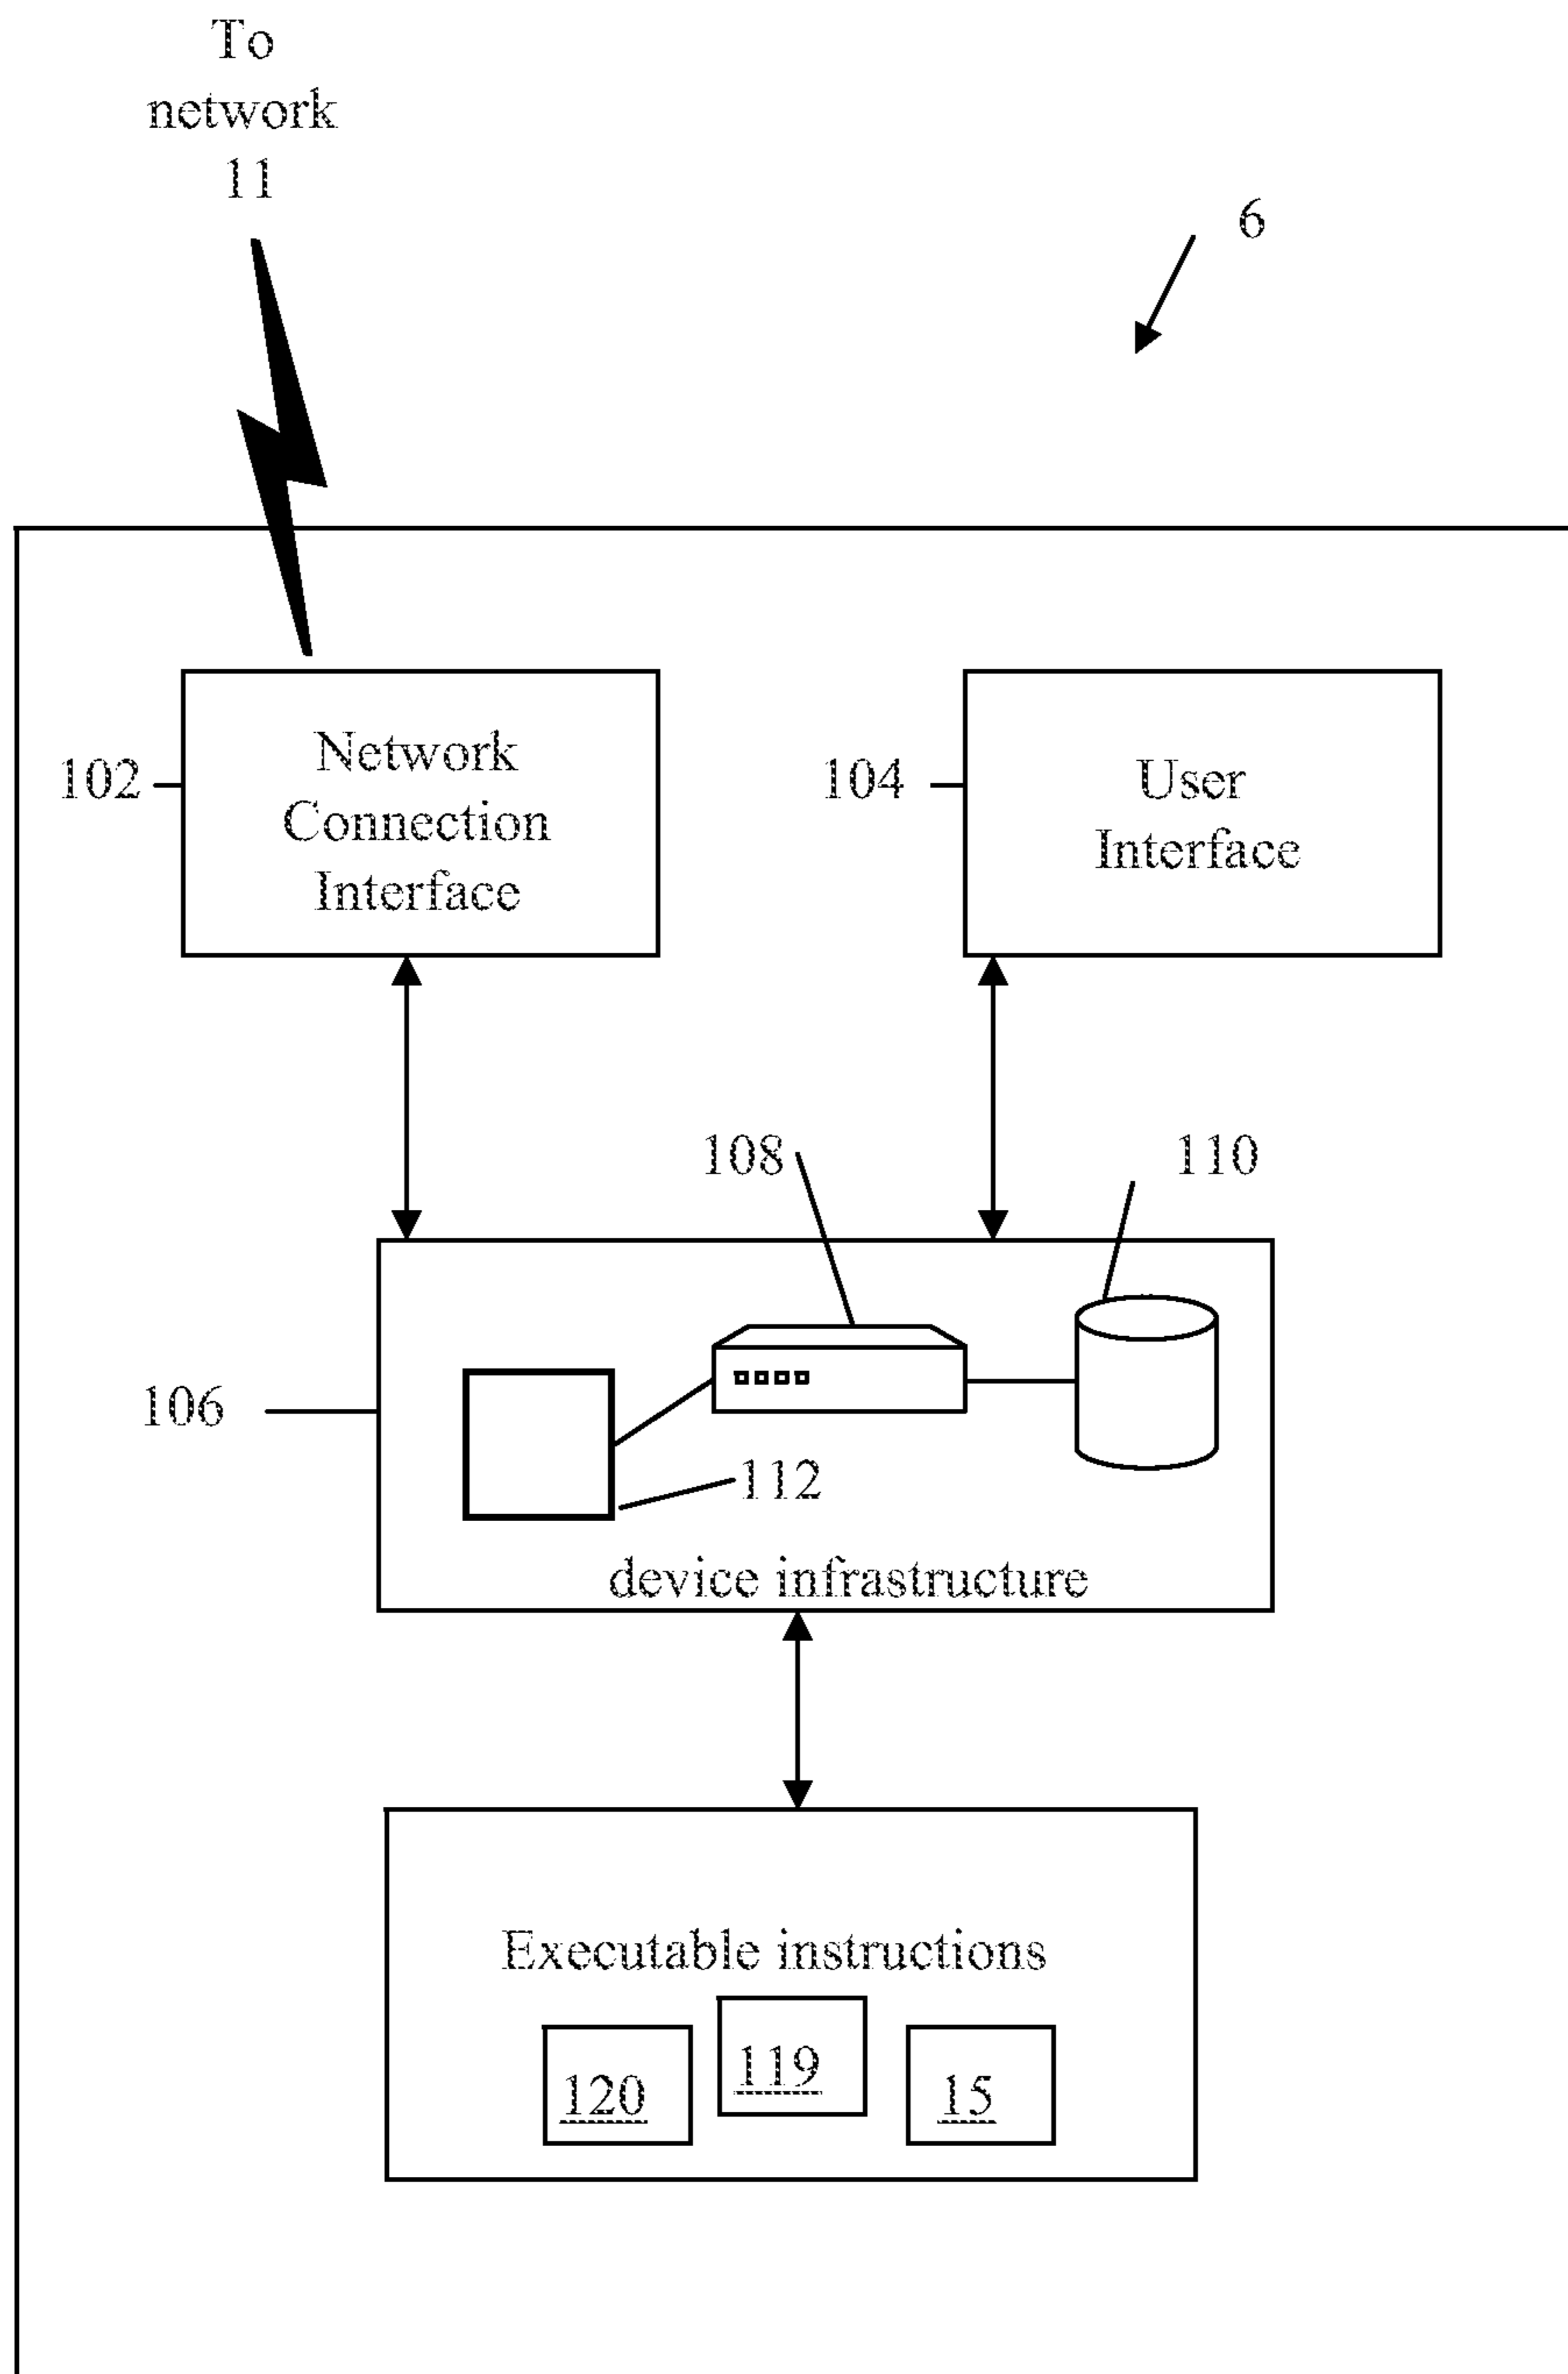 To
network
11
6
102
Network
Connection
Interface
104
User
Interface
108
110
106
112
device infrastructure
Executable instructions
120
119
15